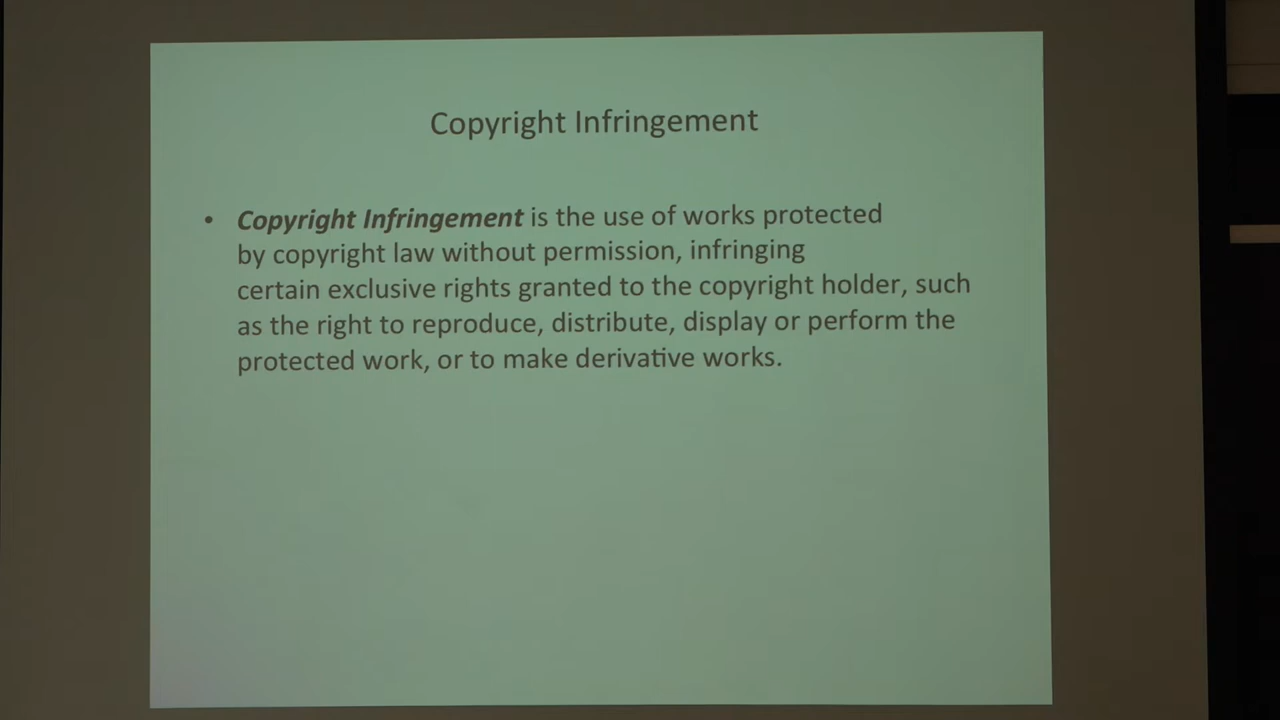 Copyright Infringement
• Copyright Infringement is the use of works protected
by copyright law without permission, infringing
certain exclusive rights granted to the copyright holder, such
as the right to reproduce, distribute, display or perform the
protected work, or to make derivative works.